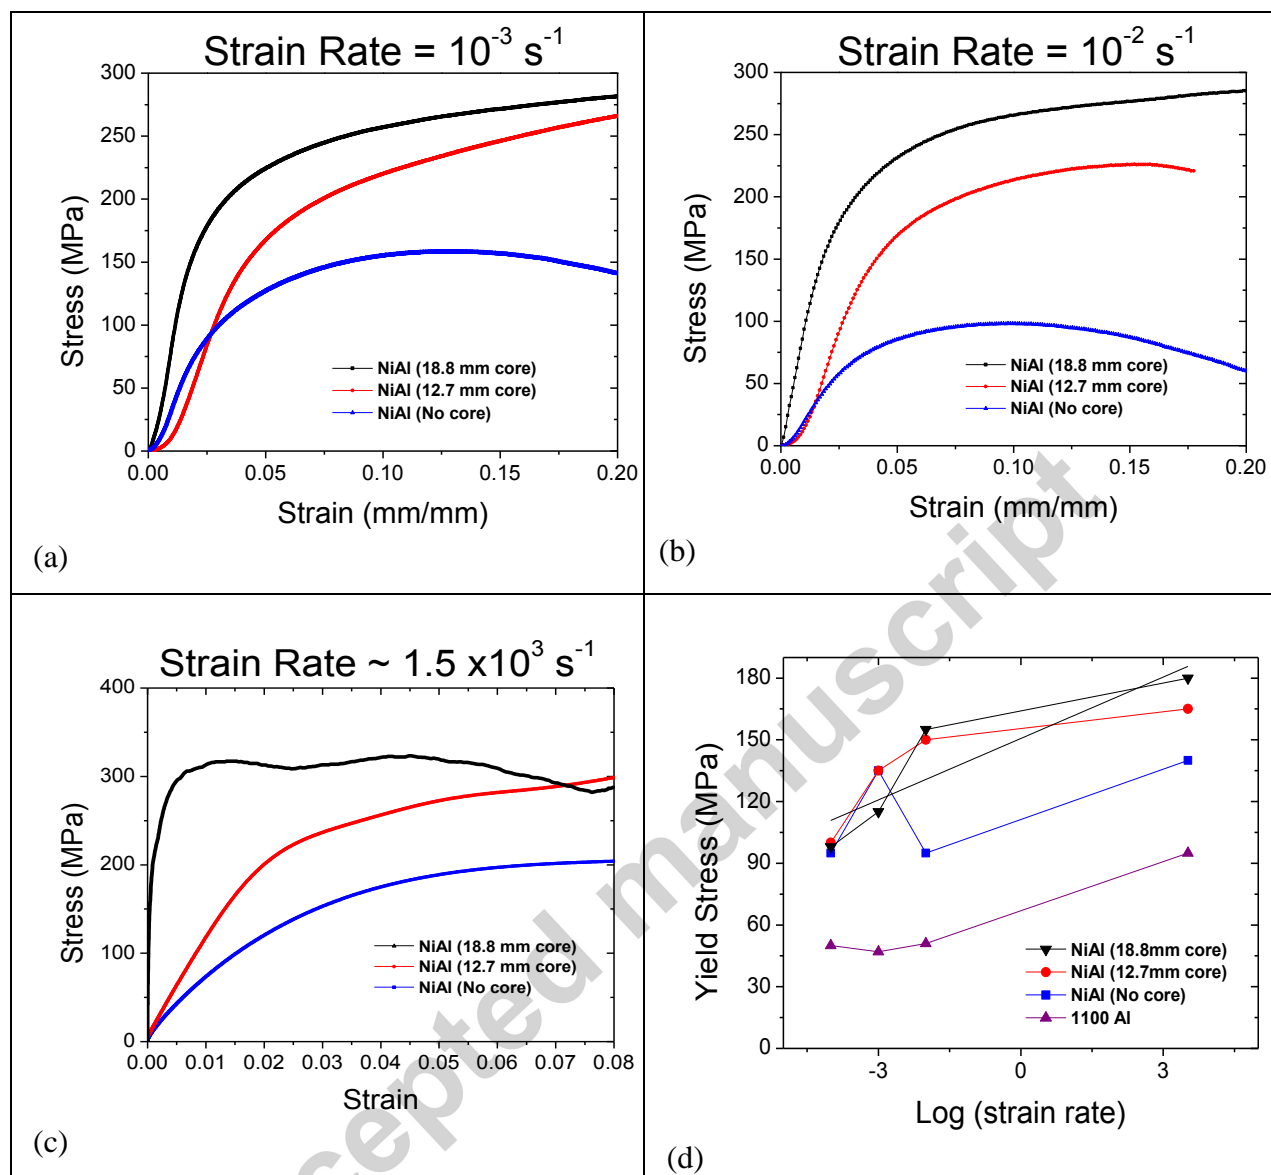 Strain Rate = 10⁻³ s⁻¹
300
250
200
150
100
50
0
Stress (MPa)
NiAl (18.8 mm core)
NiAl (12.7 mm core)
NiAl (No core)
0.00 0.05 0.10 0.15 0.20
Strain (mm/mm)
(a)
Strain Rate = 10⁻² s⁻¹
300
250
200
150
100
50
0
Stress (MPa)
NiAl (18.8 mm core)
NiAl (12.7 mm core)
NiAl (No core)
0.00 0.05 0.10 0.15 0.20
Strain (mm/mm)
(b)
Strain Rate ~ 1.5 x10³ s⁻¹
400
300
200
100
0
Stress (MPa)
NiAl (18.8 mm core)
NiAl (12.7 mm core)
NiAl (No core)
0.00 0.01 0.02 0.03 0.04 0.05 0.06 0.07 0.08
Strain
(c)
180
150
120
90
60
30
0
Yield Stress (MPa)
NiAl (18.8mm core)
NiAl (12.7mm core)
NiAl (No core)
1100 Al
-3 0 3
Log (strain rate)
(d)
cepted manuscript